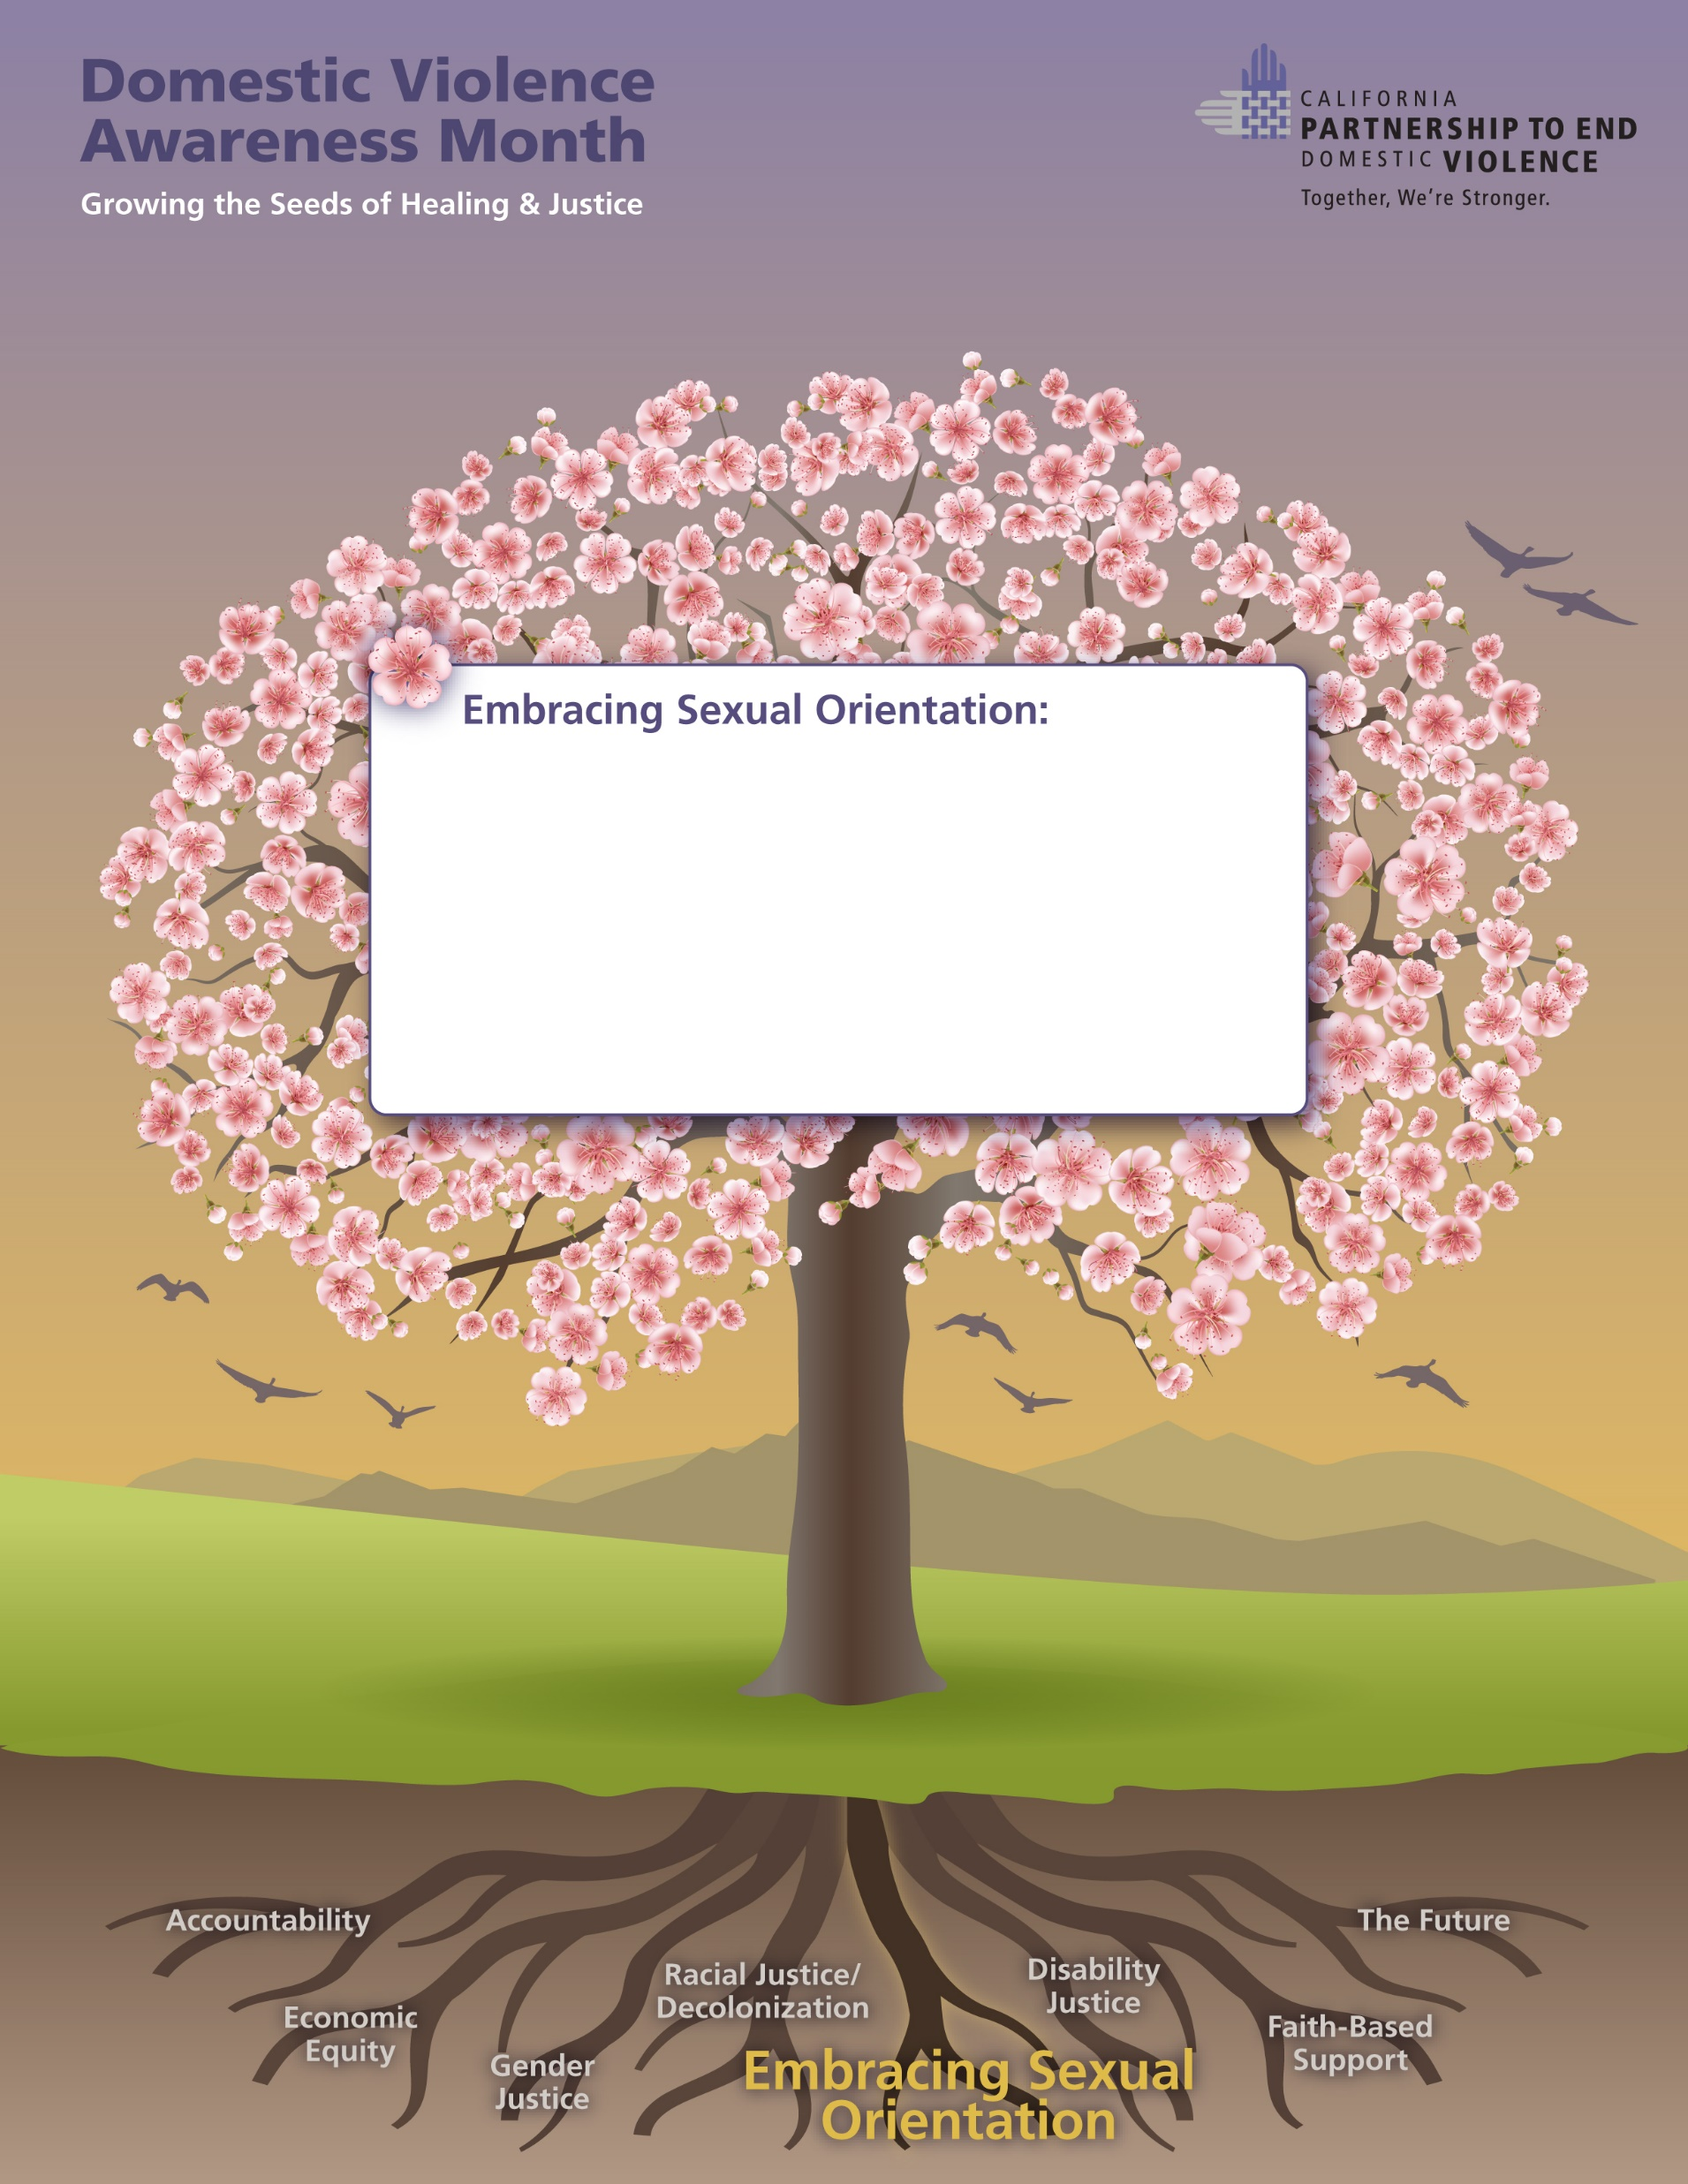 Domestic Violence
Awareness Month
Growing the Seeds of Healing & Justice
CALIFORNIA
PARTNERSHIP TO END
DOMESTIC VIOLENCE
Together, We're Stronger.
Embracing Sexual Orientation:
Accountability
Economic
Equity
Gender
Justice
Racial Justice/
Decolonization
Embracing Sexual
Orientation
Disability
Justice
Faith-Based
Support
The Future